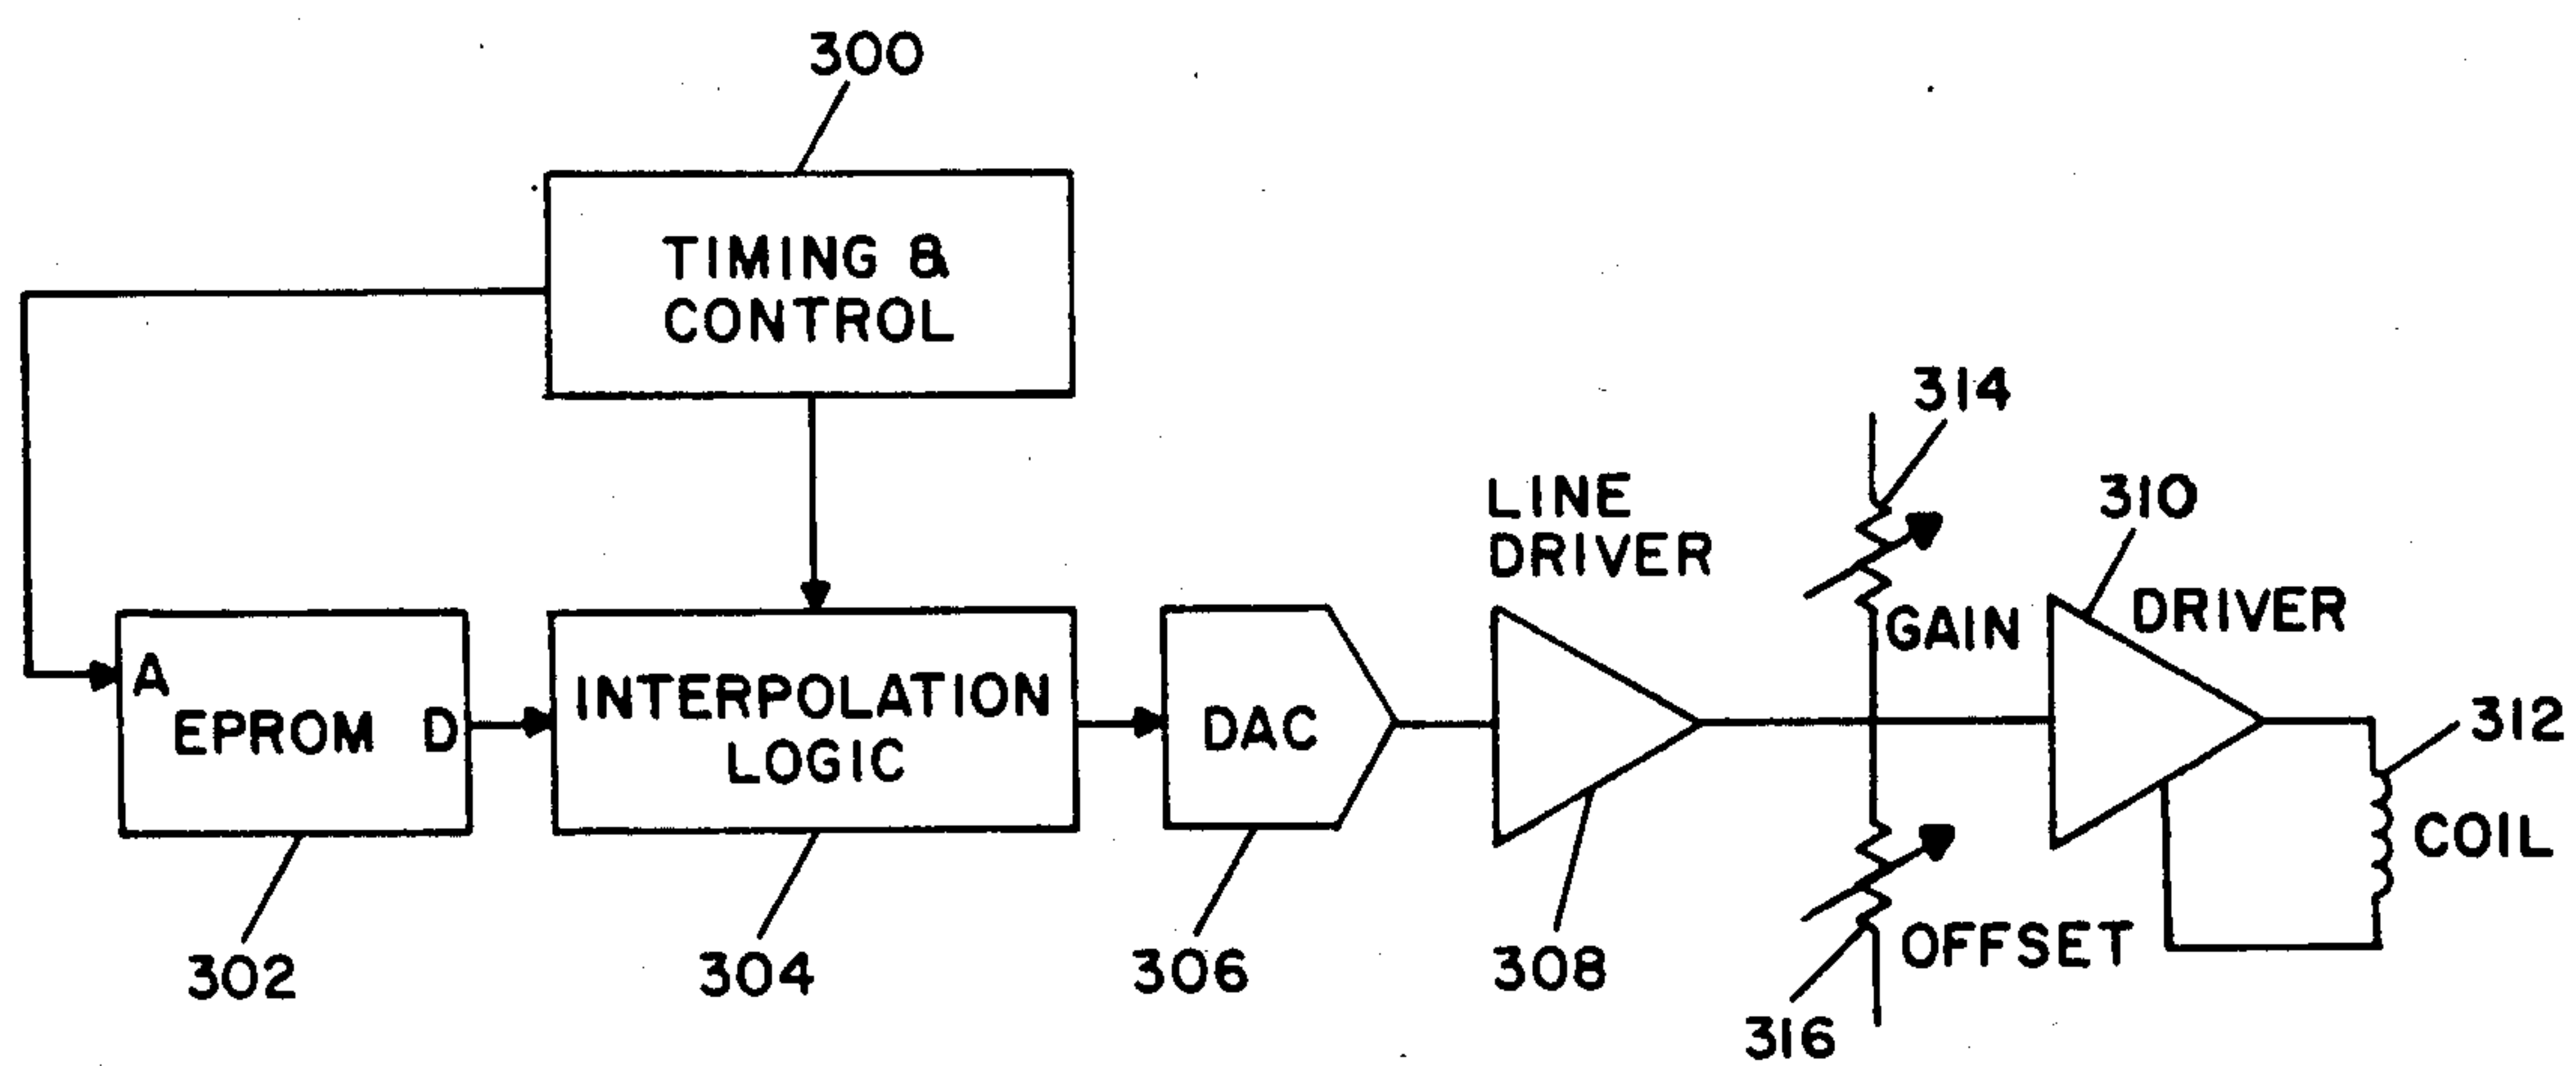 300
TIMING &
CONTROL
314
LINE
DRIVER
310
GAIN
DRIVER
A
EPROM D
INTERPOLATION
LOGIC
DAC
312
COIL
OFFSET
302
304
306
308
316